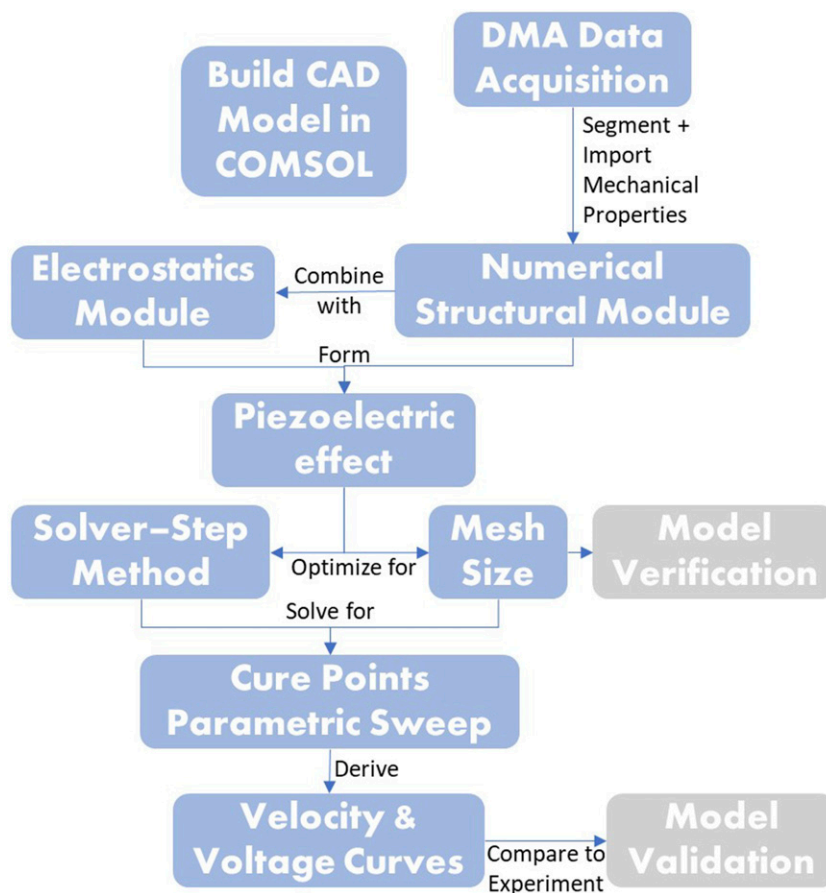 Build CAD
Model in
COMSOL
DMA Data
Acquisition
Segment +
Import
Mechanical
Properties
Electrostatics
Module
Combine
with
Numerical
Structural Module
Form
Piezoelectric
effect
Solver–Step
Method
Optimize for
Mesh
Size
Model
Verification
Solve for
Cure Points
Parametric Sweep
Derive
Velocity &
Voltage Curves
Compare to
Experiment
Model
Validation